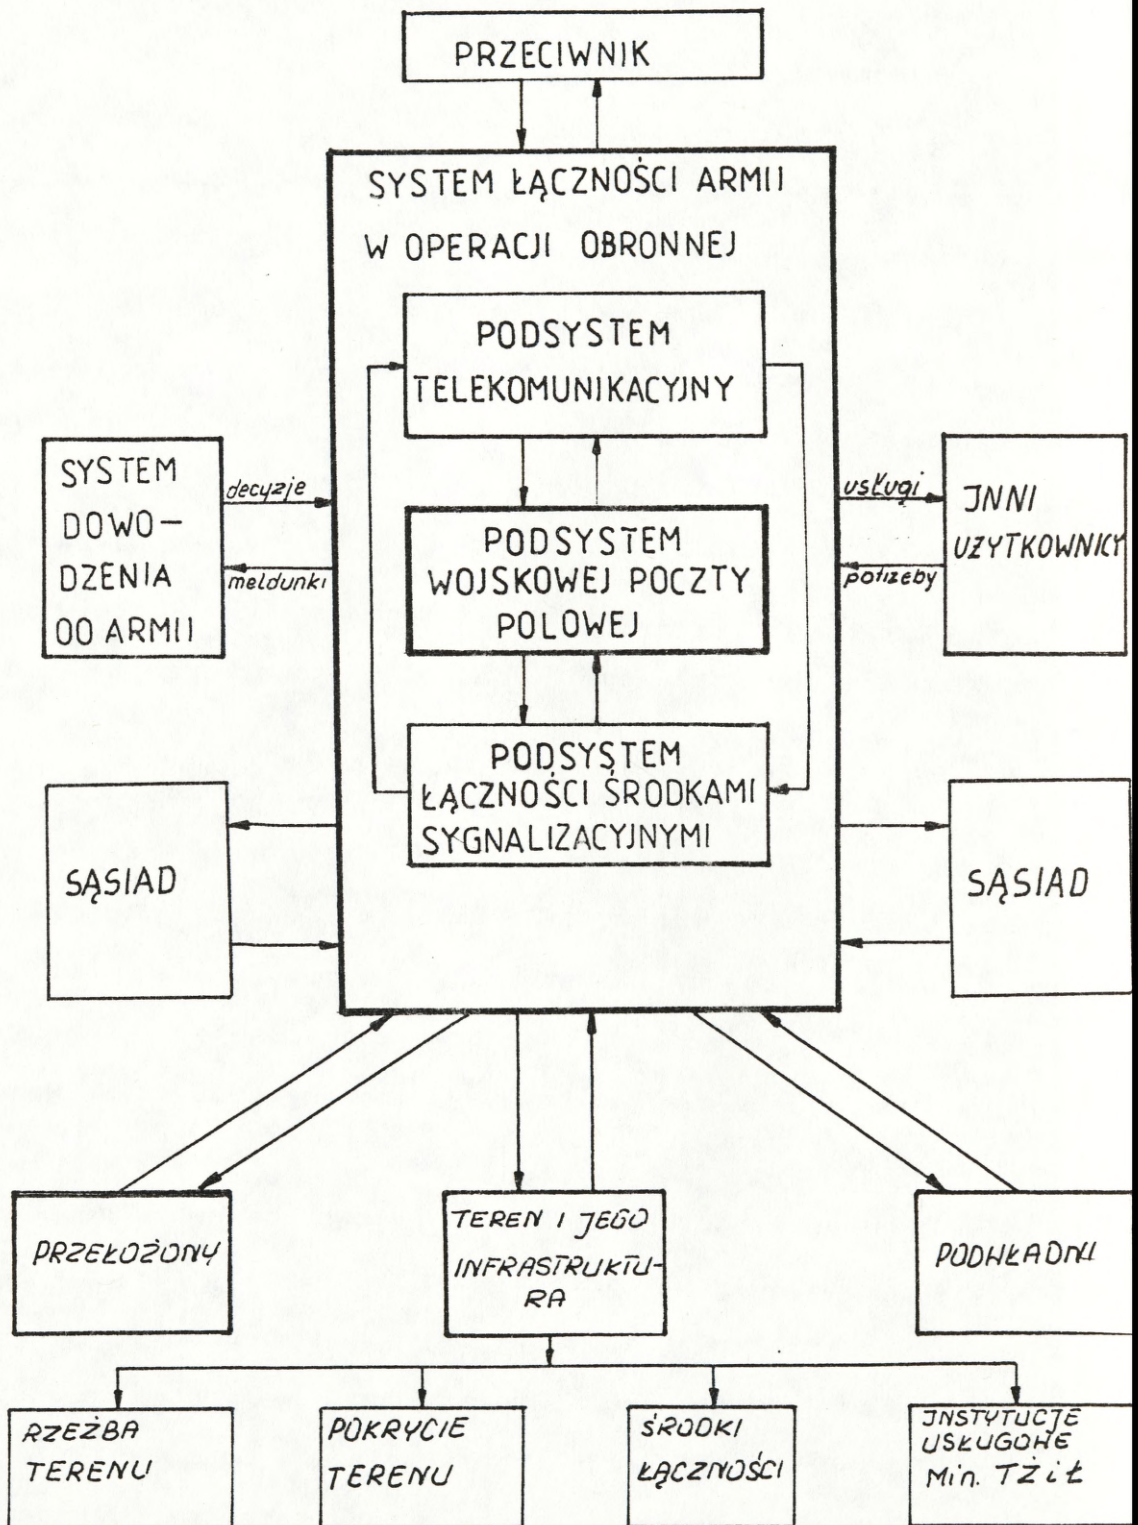 PRZECIWNIK
SYSTEM ŁĄCZNOŚCI ARMII
W OPERACJI OBRONNEJ
PODSYSTEM
TELEKOMUNIKACYJNY
SYSTEM
DOWO-
DZENIA
OO ARMII
decyzje
meldunki
PODSYSTEM
WOJSKOWEJ POCZTY
POLOWEJ
usługi
potrzeby
JNNI
UŻYTKOWNICY
PODSYSTEM
ŁĄCZNOŚCI ŚRODKAMI
SYGNALIZACYJNYMI
SĄSIAD
SĄSIAD
PRZEŁOŻONY
TEREN I JEGO
INFRASTRUKTU-
RA
PODWŁADNI
RZEŹBA
TERENU
POKRYCIE
TERENU
ŚRODKI
ŁĄCZNOŚCI
JNSTYTUCJE
USŁUGOWE
Min. TŻiŁ